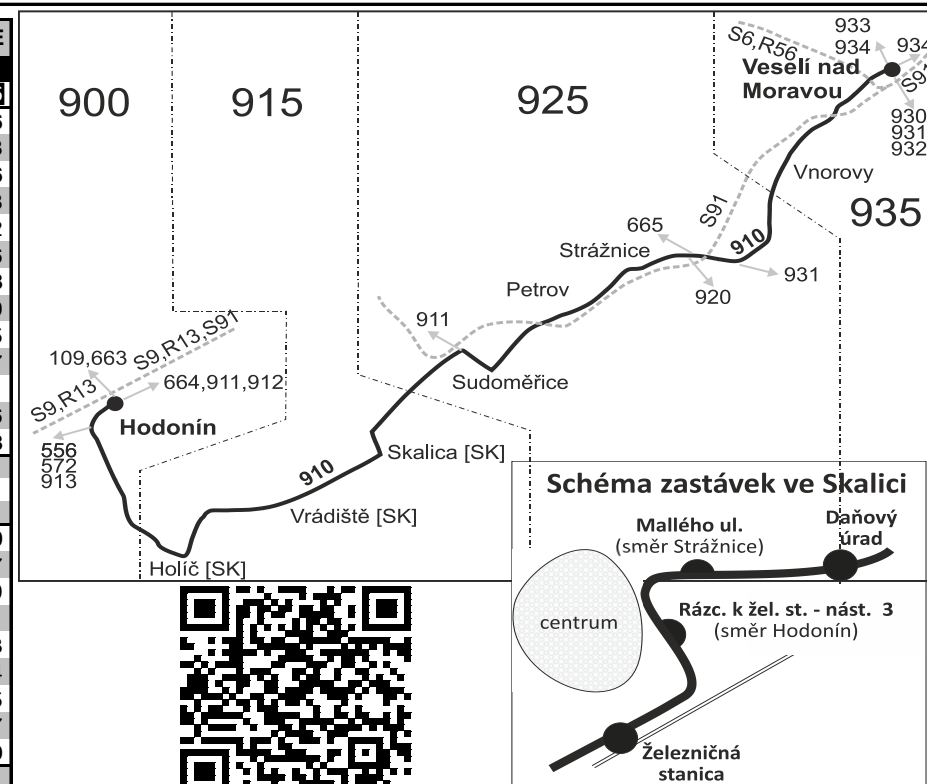 900
915
925
935
S6,R56
933
934
934
Veselí nad
Moravou
S91
930
931
932
Vnorovy
S91
910
665
Strážnice
931
920
Petrov
911
Sudoměřice
S9,R13,S91
109,663
S9,R13
664,911,912
Hodonín
556
572
913
Skalica [SK]
910
Vrádiště [SK]
Holíč [SK]
Schéma zastávek ve Skalici
Mallého ul.
(směr Strážnice)
Daňový
úrad
centrum
Rázc. k žel. st. - nást. 3
(směr Hodonín)
Železničná
stanica